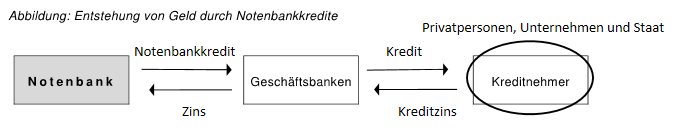 Abbildung: Entstehung von Geld durch Notenbankkredite
Privatpersonen, Unternehmen und Staat
Notenbankkredit
Kredit
Notenbank
Geschäftsbanken
Kreditnehmer
Zins
Kreditzins